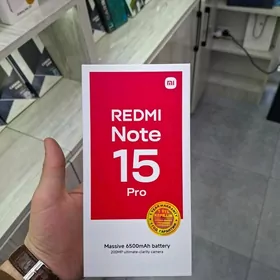 mi
REDMI
Note
15
Pro
Massive 6500mAh battery
200MP ultimate clarity camera